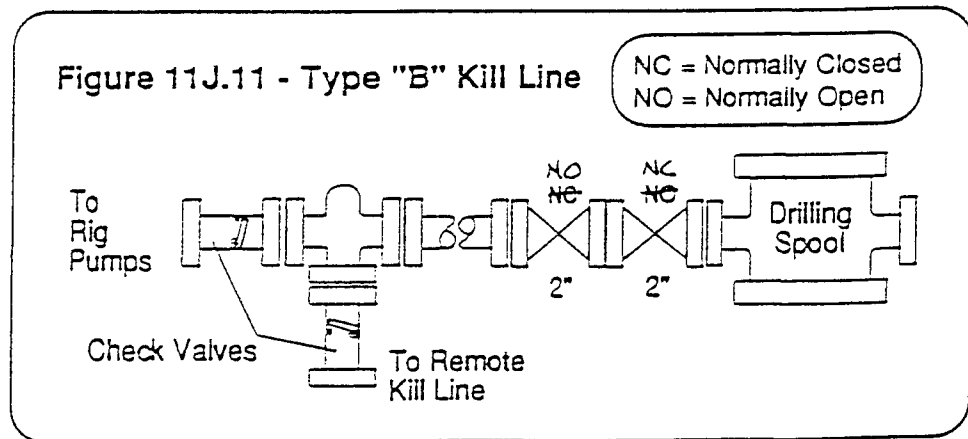 Figure 11J.11 - Type "B" Kill Line
NC = Normally Closed
NO = Normally Open
NO NC
NC NC
To
Rig
Pumps
Drilling
Spool
2" 2"
Check Valves
To Remote
Kill Line